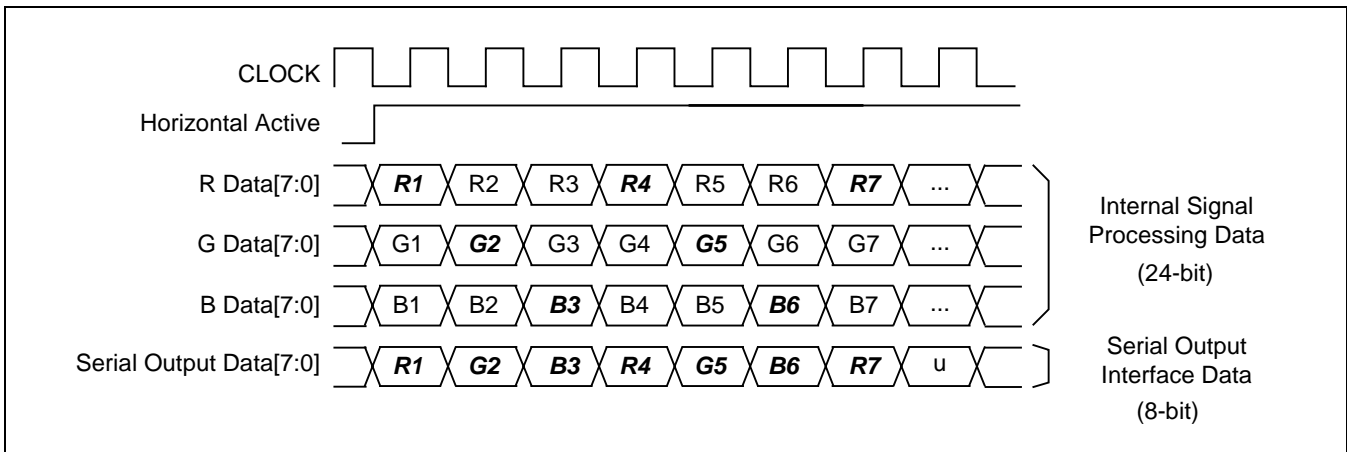 CLOCK
Horizontal Active
R Data[7:0] R1 R2 R3 R4 R5 R6 R7 ...
G Data[7:0] G1 G2 G3 G4 G5 G6 G7 ...
B Data[7:0] B1 B2 B3 B4 B5 B6 B7 ...
Internal Signal
Processing Data
(24-bit)
Serial Output Data[7:0] R1 G2 B3 R4 G5 B6 R7 u
Serial Output
Interface Data
(8-bit)